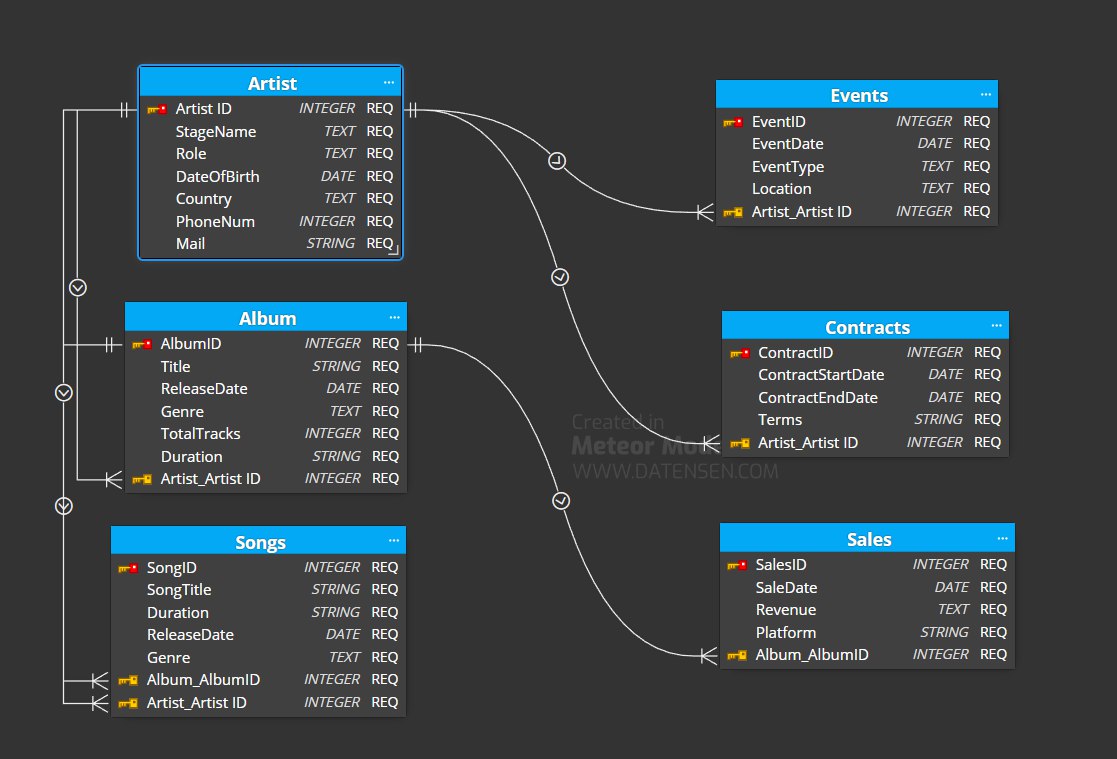 Artist ...
Artist ID INTEGER REQ
StageName TEXT REQ
Role TEXT REQ
DateOfBirth DATE REQ
Country TEXT REQ
PhoneNum INTEGER REQ
Mail STRING REQ
Album ...
AlbumID INTEGER REQ
Title STRING REQ
ReleaseDate DATE REQ
Genre TEXT REQ
TotalTracks INTEGER REQ
Duration STRING REQ
Artist_Artist ID INTEGER REQ
Songs ...
SongID INTEGER REQ
SongTitle STRING REQ
Duration STRING REQ
ReleaseDate DATE REQ
Genre TEXT REQ
Album_AlbumID INTEGER REQ
Artist_Artist ID INTEGER REQ
Events ...
EventID INTEGER REQ
EventDate DATE REQ
EventType TEXT REQ
Location TEXT REQ
Artist_Artist ID INTEGER REQ
Contracts ...
ContractID INTEGER REQ
ContractStartDate DATE REQ
ContractEndDate DATE REQ
Terms STRING REQ
Artist_Artist ID INTEGER REQ
Sales ...
SalesID INTEGER REQ
SaleDate DATE REQ
Revenue TEXT REQ
Platform STRING REQ
Album_AlbumID INTEGER REQ
Created in
Meteor
WWW.DATENSEN.COM